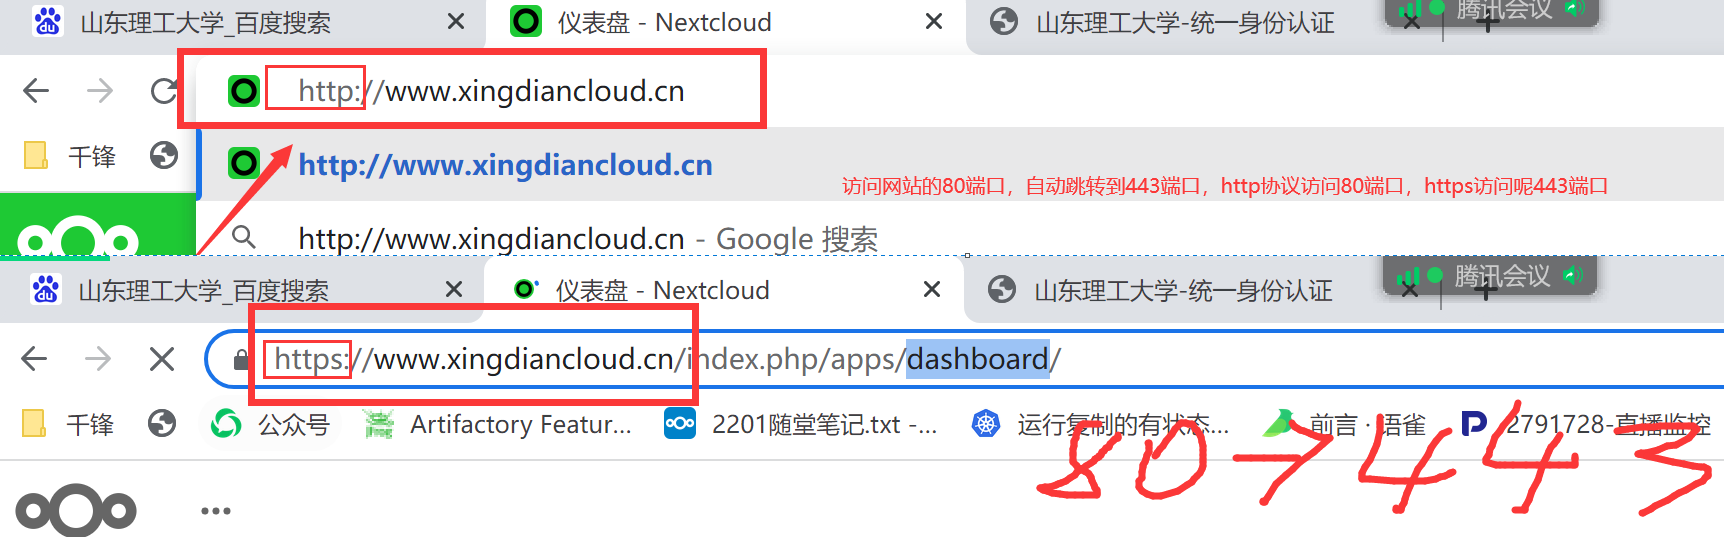 山东理工大学_百度搜索
仪表盘 - Nextcloud
山东理工大学-统一身份认证
腾讯会议
http://www.xingdiancloud.cn
千锋
http://www.xingdiancloud.cn
访问网站的80端口，自动跳转到443端口，http协议访问80端口，https访问呢443端口
http://www.xingdiancloud.cn - Google 搜索
山东理工大学_百度搜索
仪表盘 - Nextcloud
山东理工大学-统一身份认证
腾讯会议
https://www.xingdiancloud.cn/index.php/apps/dashboard/
千锋
公众号
Artifactory Featur...
2201随堂笔记.txt -...
运行复制的有状态...
前言 · 语雀
2791728-直播监控
80→443
...